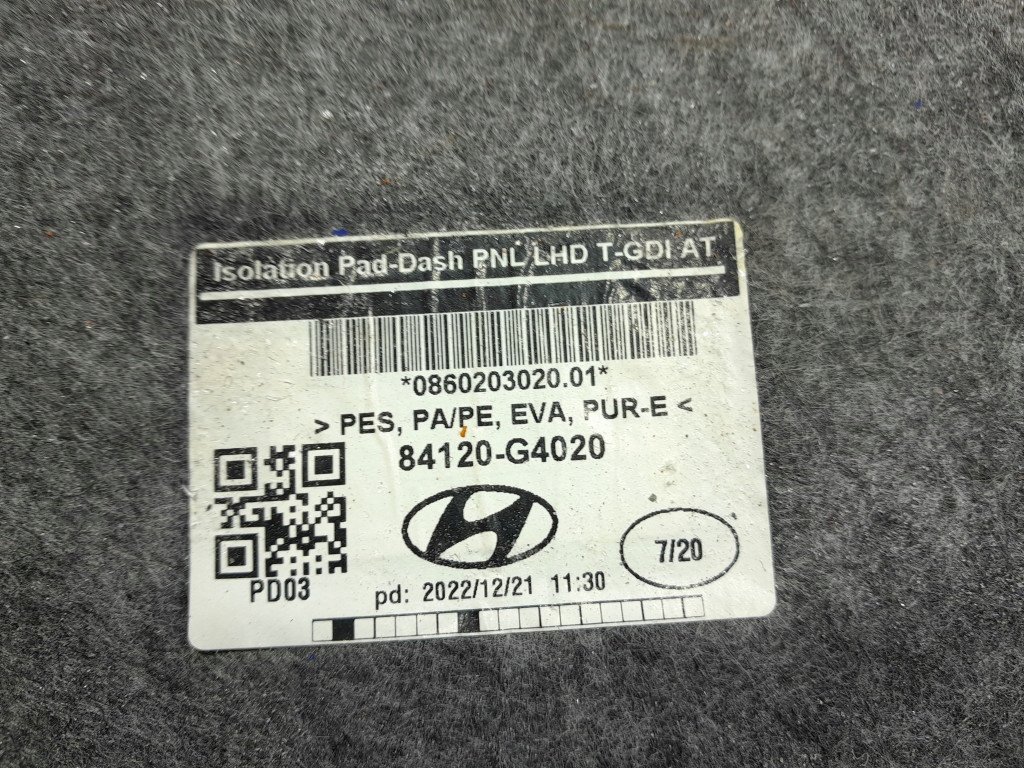 Isolation Pad-Dash PNL LHD T-GDI AT
*0860203020.01*
> PES, PA/PE, EVA, PUR-E <
84120-G4020
7/20
PD03
pd: 2022/12/21 11:30